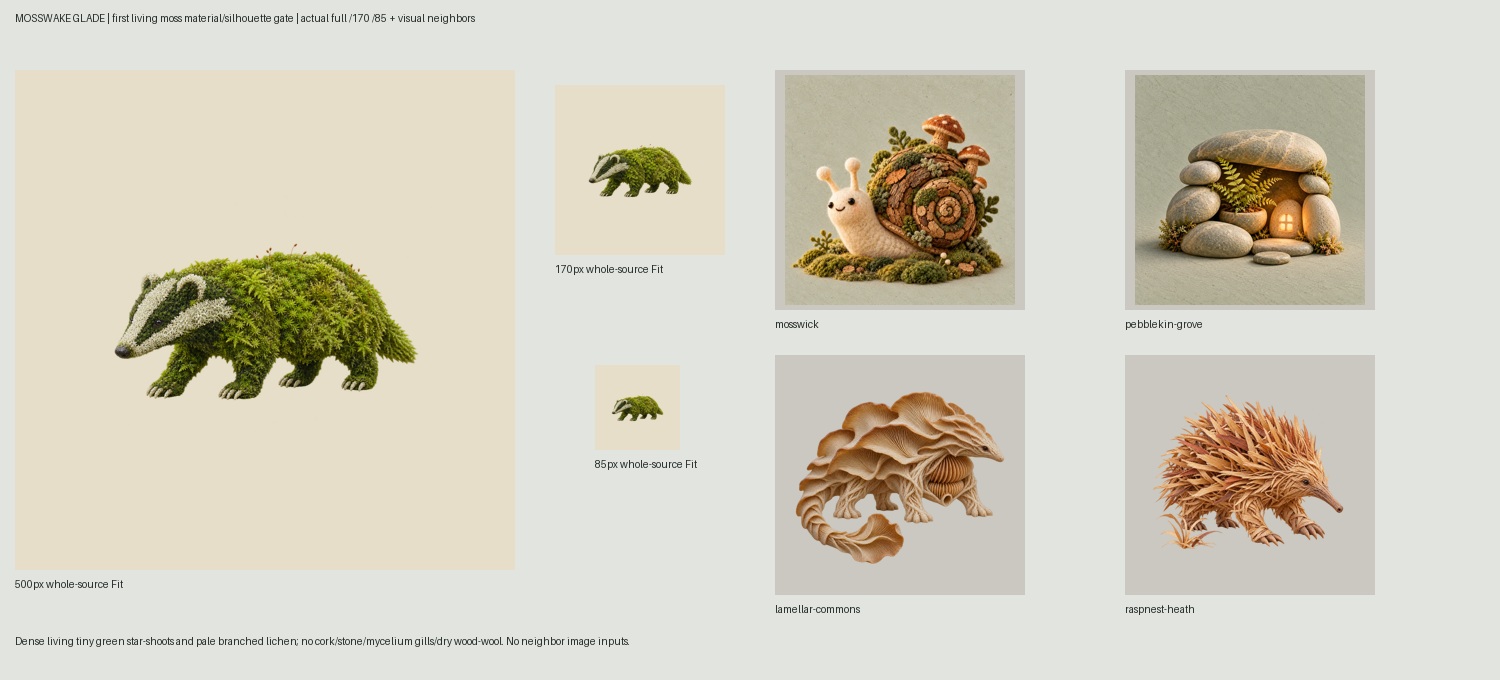 MOSSWAKE GLADE | first living moss material/silhouette gate | actual full /170 /85 + visual neighbors
170px whole-source Fit
mosswick
pebblekin-grove
85px whole-source Fit
500px whole-source Fit
lamellar-commons
raspnest-heath
Dense living tiny green star-shoots and pale branched lichen; no cork/stone/mycelium gills/dry wood-wool. No neighbor image inputs.